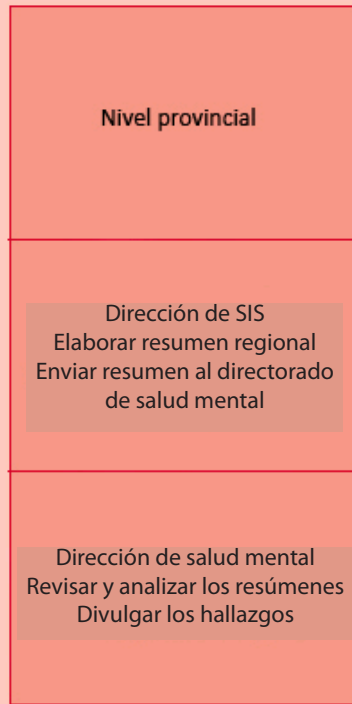 Nivel provincial
Dirección de SIS
Elaborar resumen regional
Enviar resumen al directorado
de salud mental
Dirección de salud mental
Revisar y analizar los resúmenes
Divulgar los hallazgos